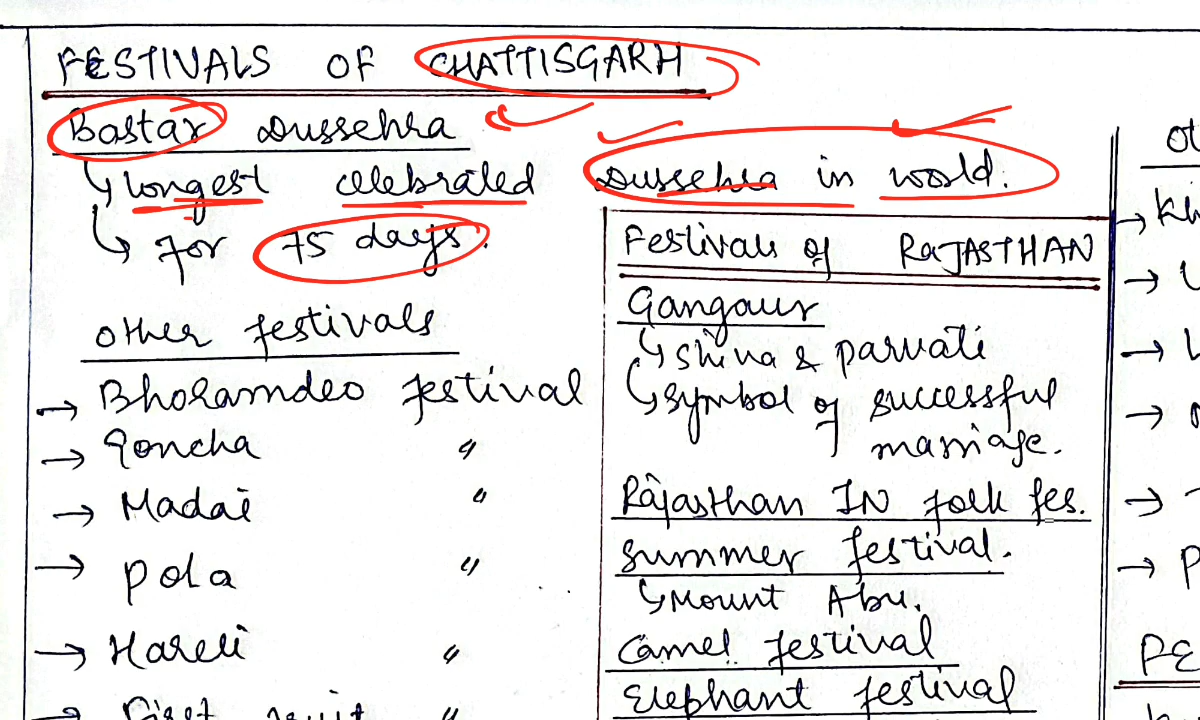 FESTIVALS OF CHATTISGARH
Bastar Dussehra
longest celebrated Dussehra in world.
for 75 days.
other festivals
→ Bhoramdeo festival
→ Goncha "
→ Madai "
→ Pola "
→ Hareli "
→ First fruit "
Festivals of RAJASTHAN
Gangaur
Shiva & parvati
symbol of successful
marriage.
Rajasthan IN folk fes.
Summer festival.
Mount Abu.
Camel festival
Elephant festival